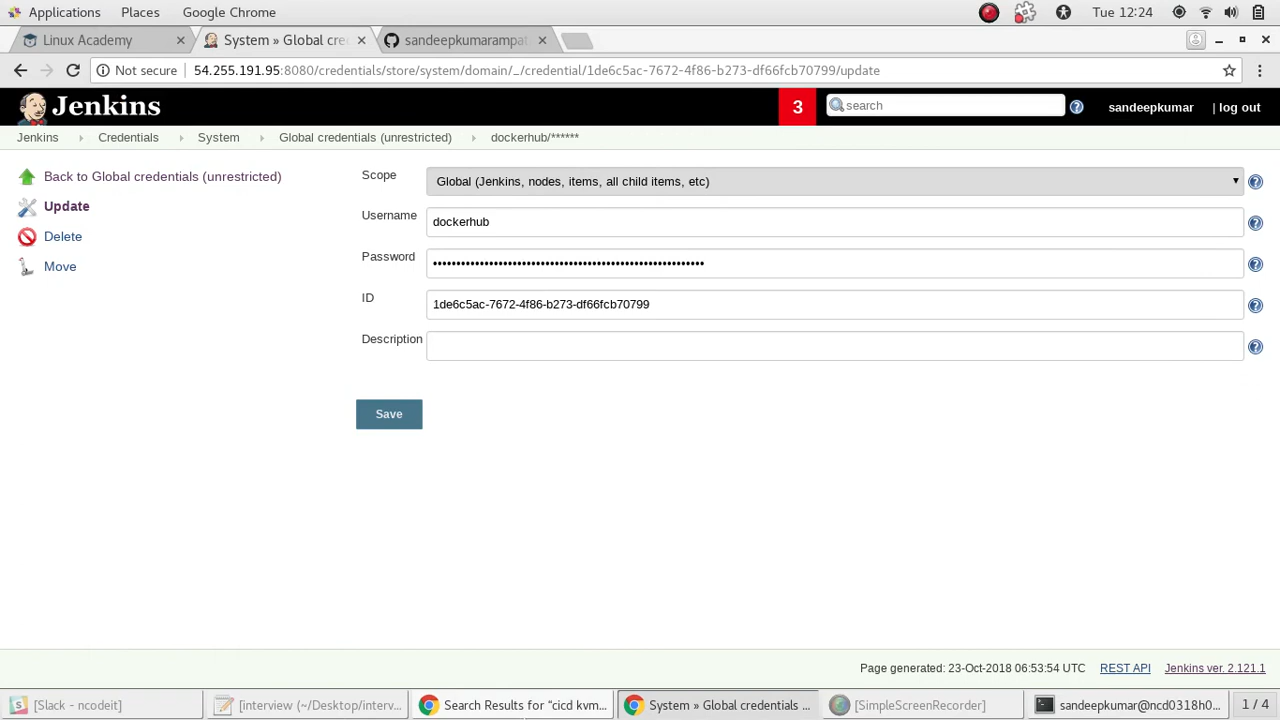 Applications Places Google Chrome Tue 12:24
Linux Academy System » Global cre sandeepkumarampat
Not secure 54.255.191.95:8080/credentials/store/system/domain/_/credential/1de6c5ac-7672-4f86-b273-df66fcb70799/update
Jenkins 3 search sandeepkumar | log out
Jenkins Credentials System Global credentials (unrestricted) dockerhub/******
Back to Global credentials (unrestricted)
Update
Delete
Move
Scope Global (Jenkins, nodes, items, all child items, etc)
Username dockerhub
Password ••••••••••••••••••••••••••••••••••••••••••••••••••••••••••
ID 1de6c5ac-7672-4f86-b273-df66fcb70799
Description
Save
Page generated: 23-Oct-2018 06:53:54 UTC REST API Jenkins ver. 2.121.1
[Slack - ncodeit] [interview (~/Desktop/interv... Search Results for “cicd kvm... System » Global credentials ... [SimpleScreenRecorder] sandeepkumar@ncd0318h0... 1 / 4